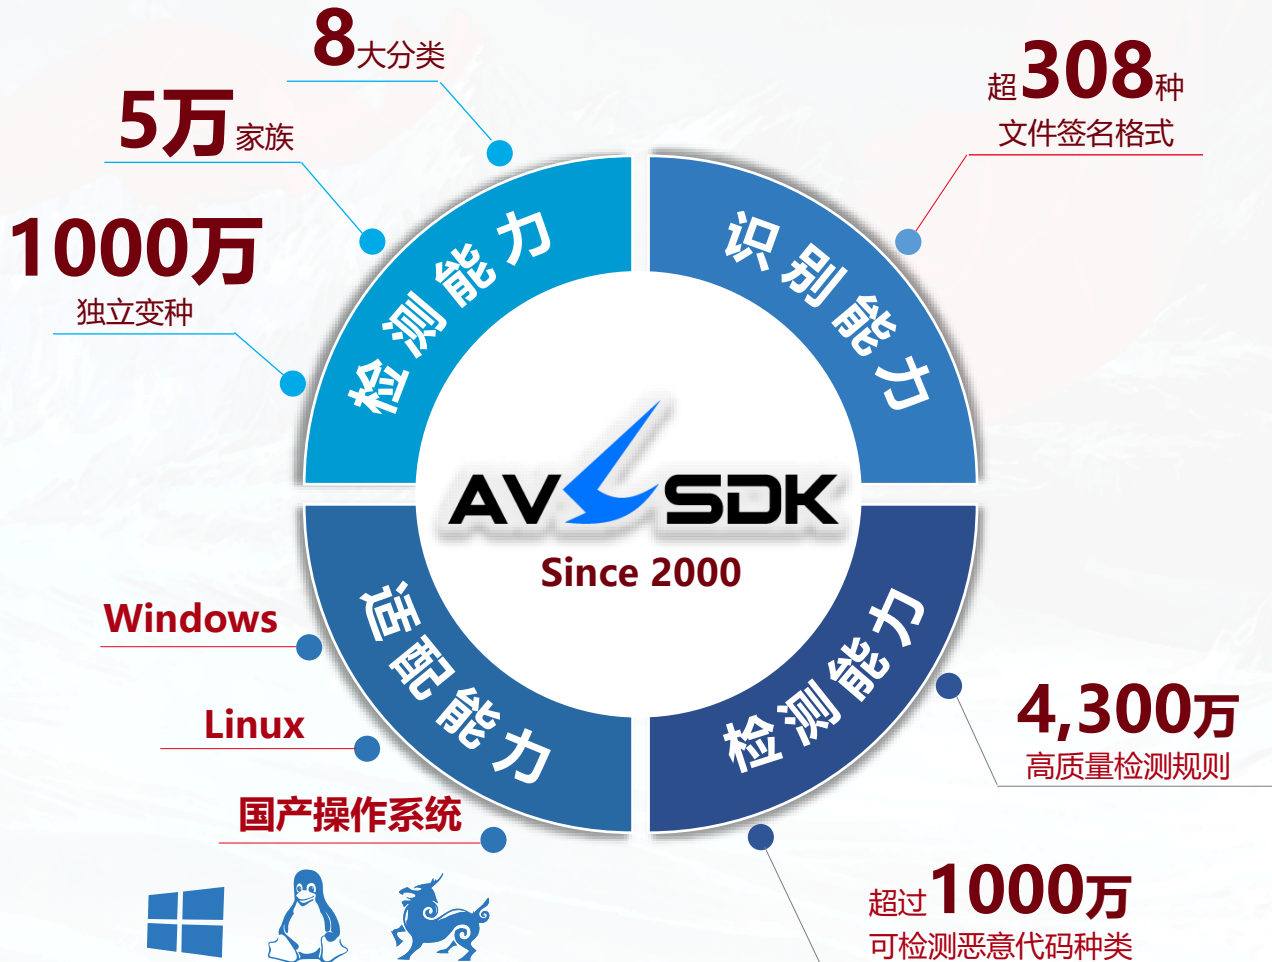 8大分类
5万家族
1000万
独立变种
检测能力
超308种
文件签名格式
识别能力
AVLSDK
Since 2000
适配能力
Windows
Linux
国产操作系统
检测能力
4,300万
高质量检测规则
超过1000万
可检测恶意代码种类